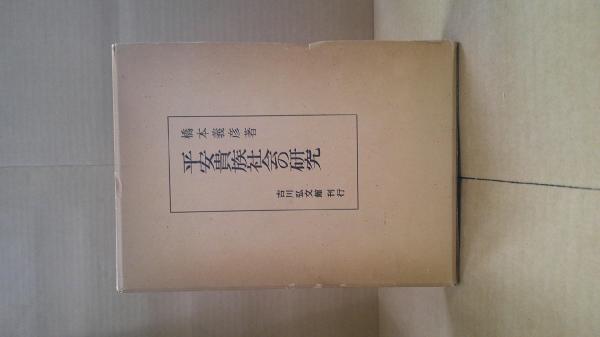 橋本義彦著
平安貴族社会の研究
吉川弘文館刊行